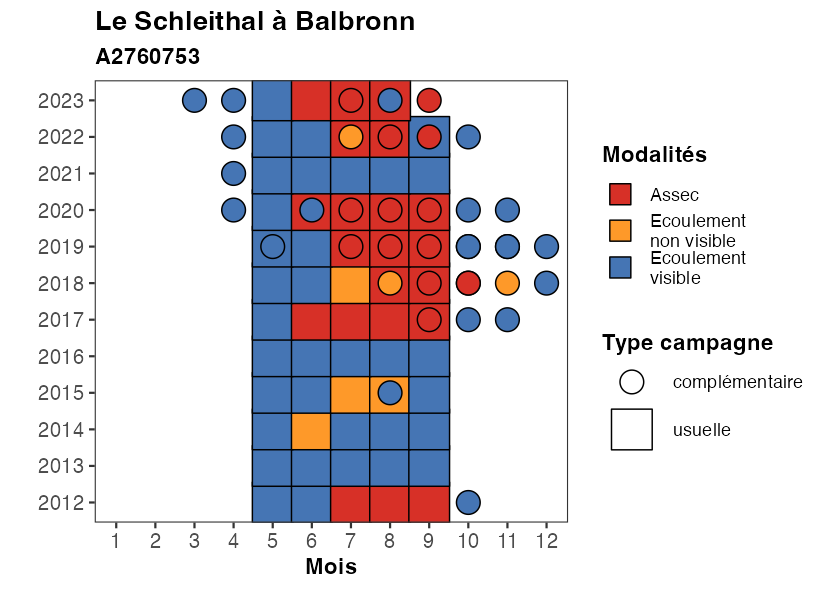 Le Schleithal à Balbronn
A2760753
2023
2022
2021
2020
2019
2018
2017
2016
2015
2014
2013
2012
1 2 3 4 5 6 7 8 9 10 11 12
Mois
Modalités
Assec
Ecoulement
non visible
Ecoulement
visible
Type campagne
complémentaire
usuelle